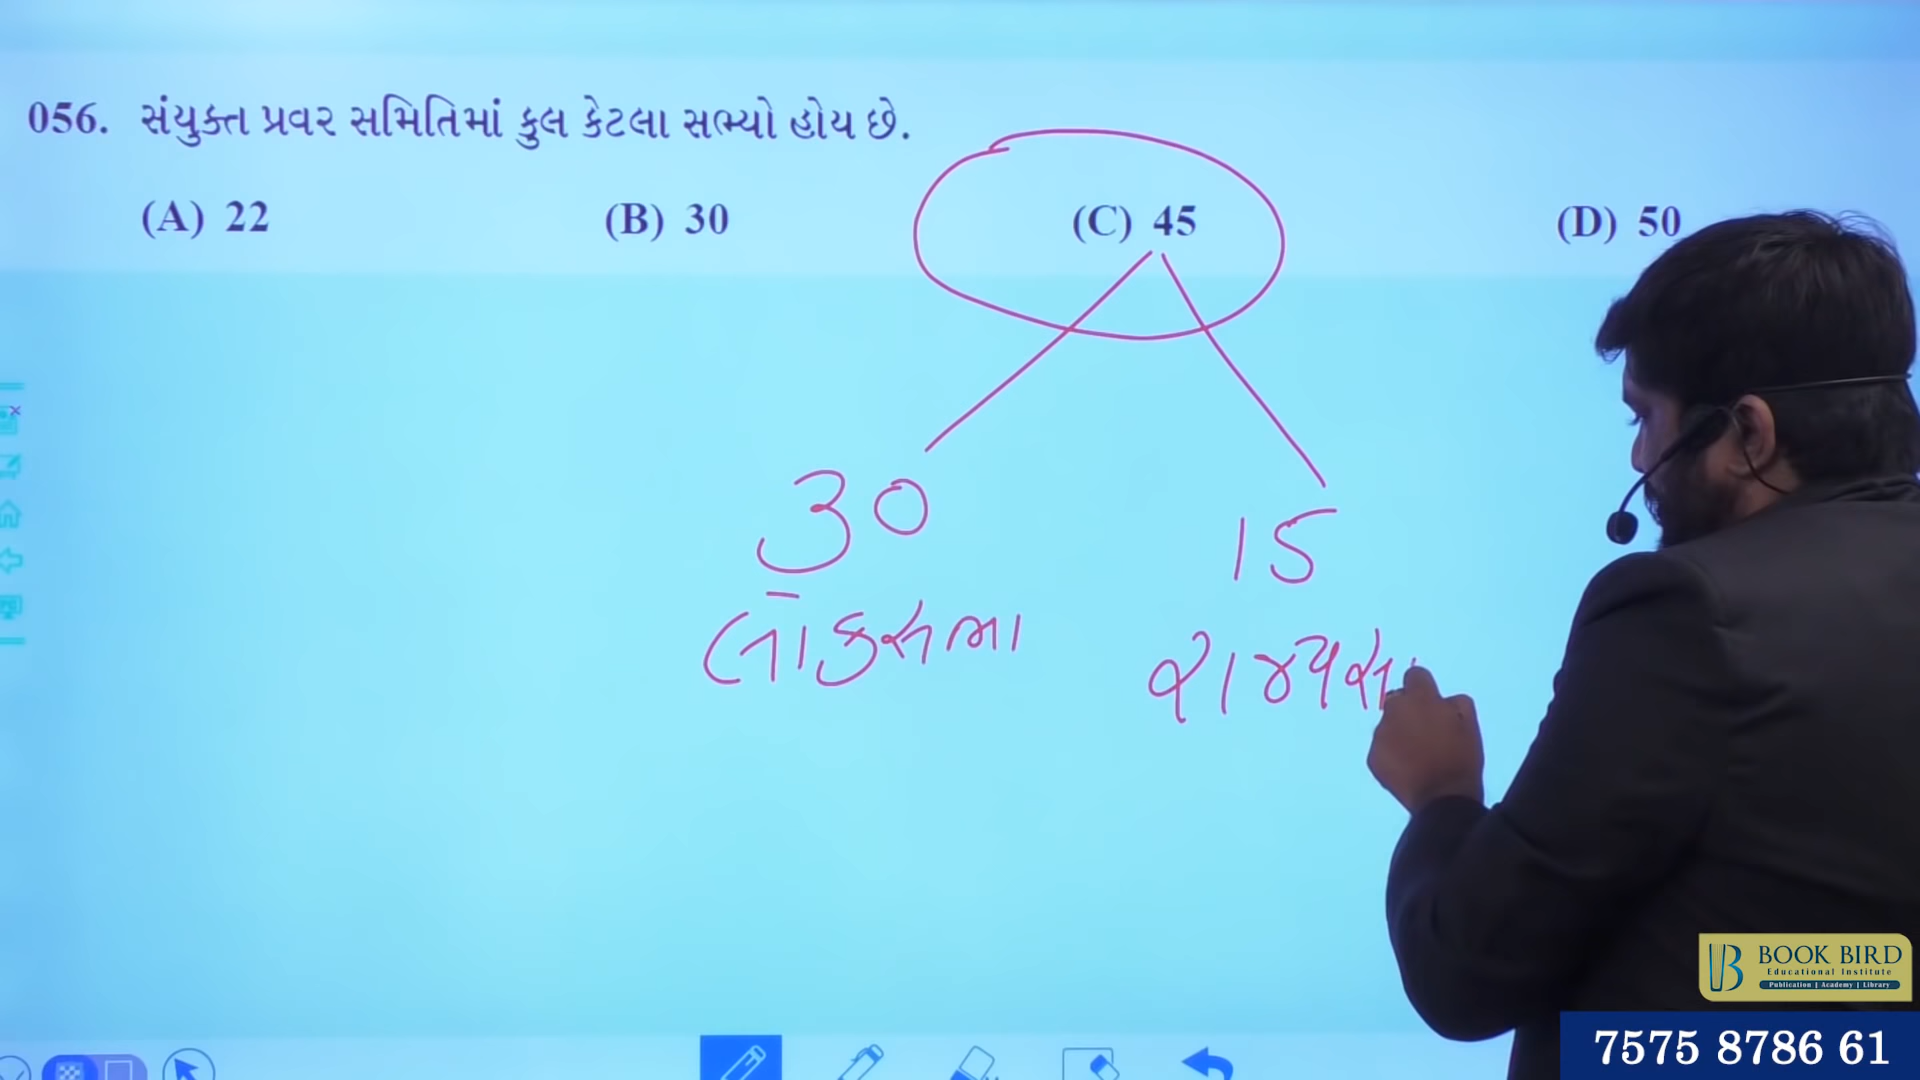 056. સંયુક્ત પ્રવર સમિતિમાં કુલ કેટલા સભ્યો હોય છે.
(A) 22 (B) 30 (C) 45 (D) 50
30 15
લોકસભા રાજ્યસ
BOOK BIRD
Educational Institute
Publication | Academy | Library
7575 8786 61